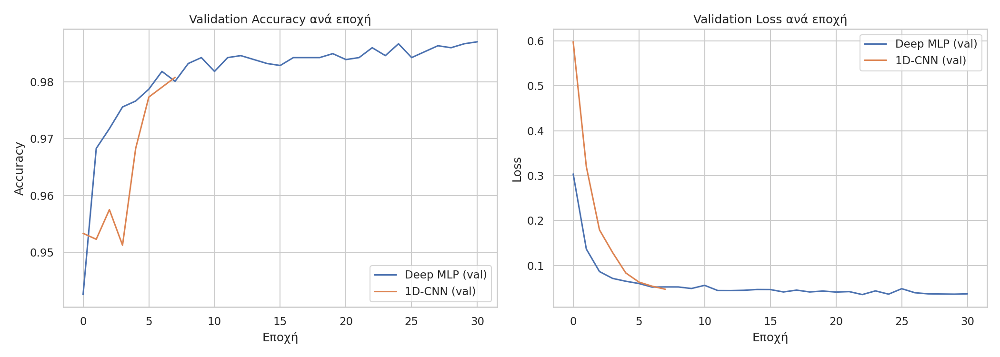 Validation Accuracy ανά εποχή
Accuracy
0.98
0.97
0.96
0.95
Deep MLP (val)
1D-CNN (val)
0 5 10 15 20 25 30
Εποχή
Validation Loss ανά εποχή
Loss
0.6
0.5
0.4
0.3
0.2
0.1
Deep MLP (val)
1D-CNN (val)
0 5 10 15 20 25 30
Εποχή